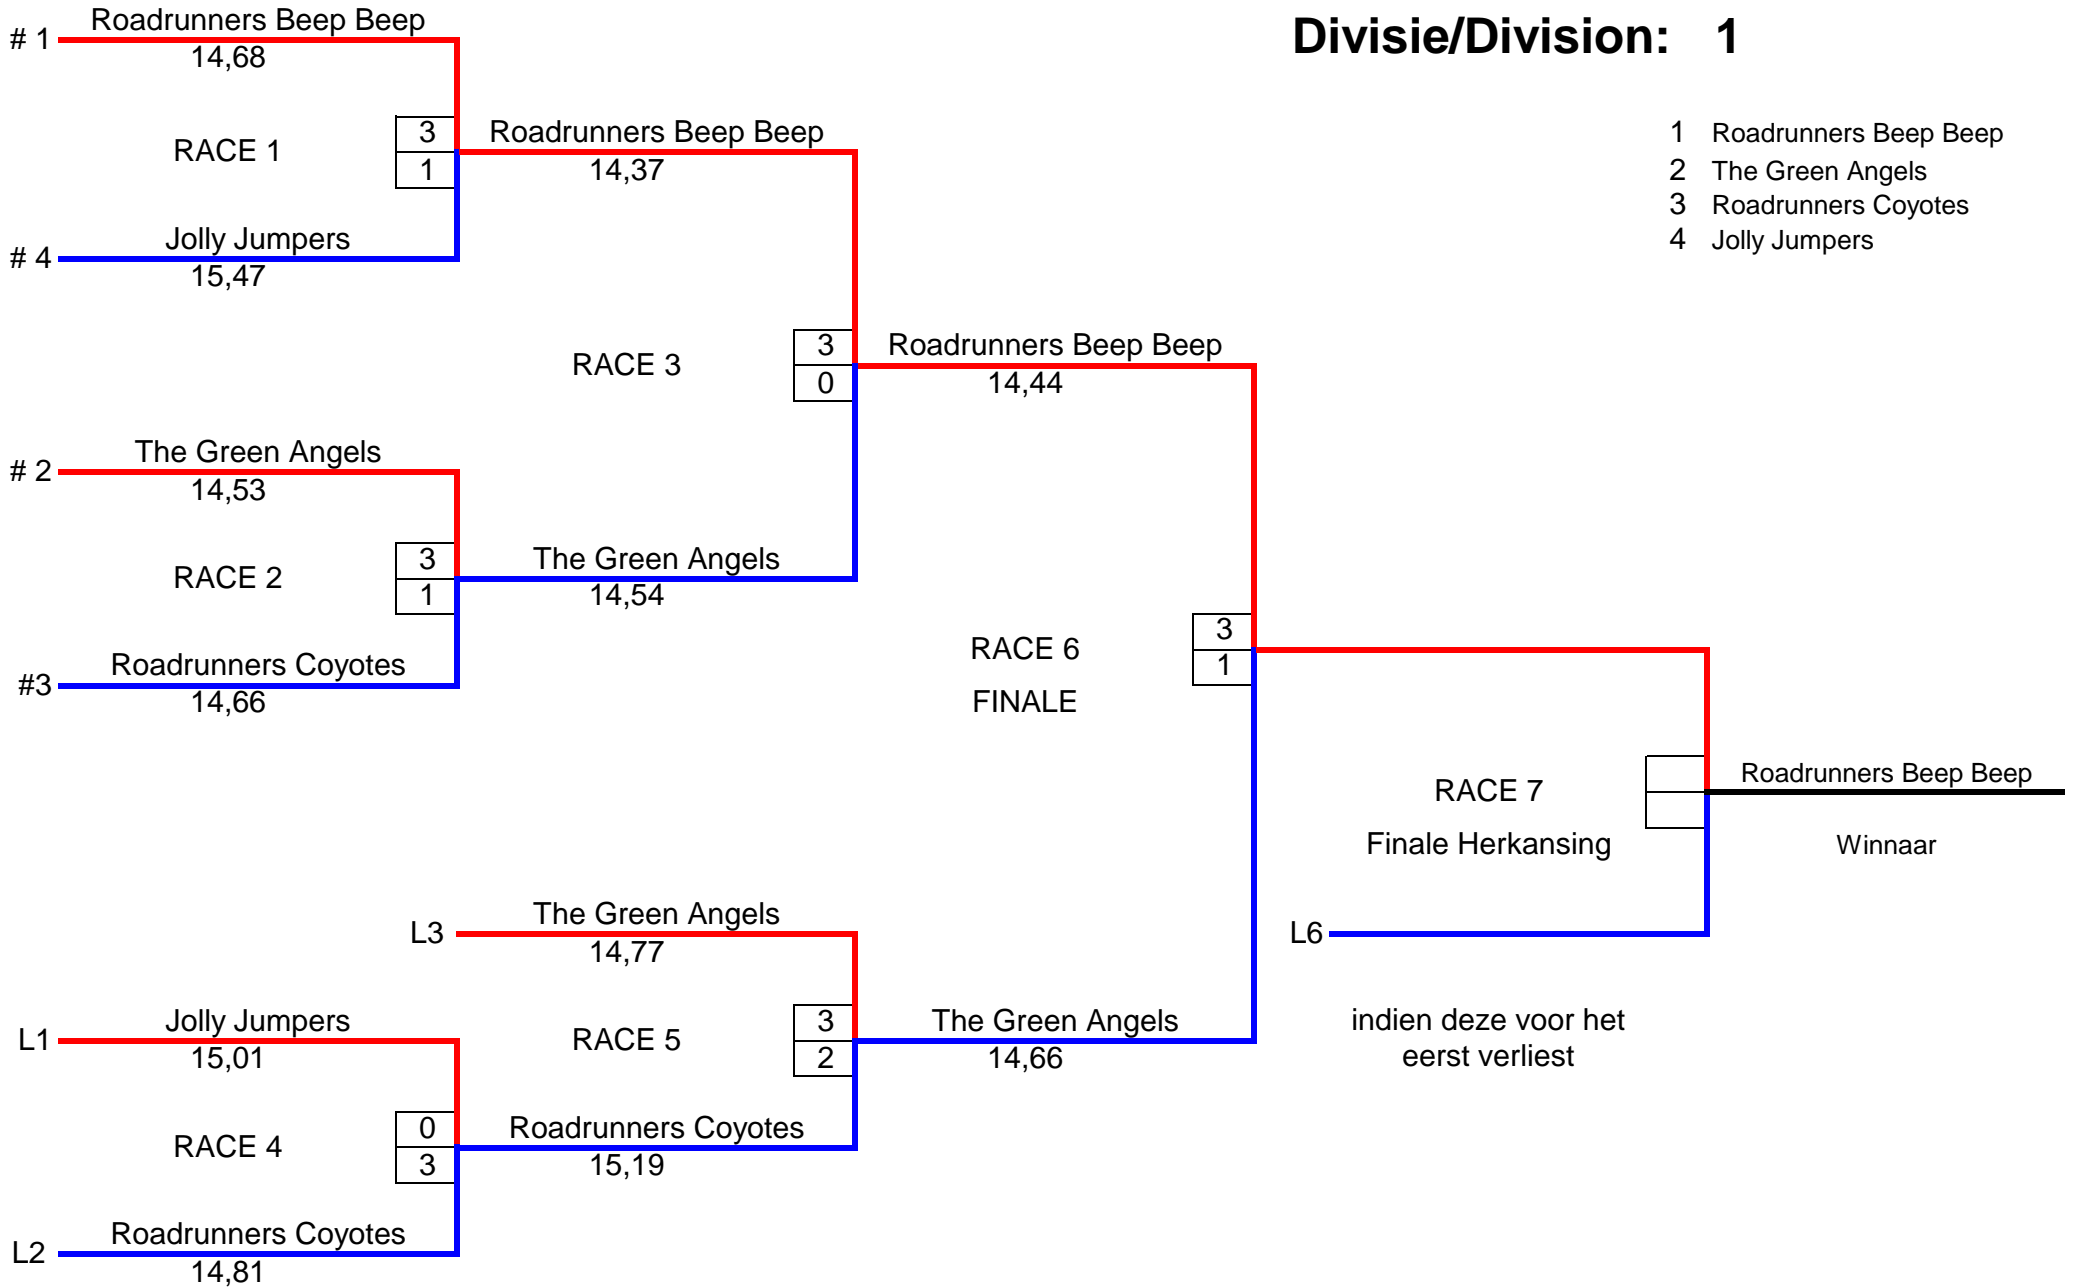 Divisie/Division: 1
1 Roadrunners Beep Beep
2 The Green Angels
3 Roadrunners Coyotes
4 Jolly Jumpers
# 1
Roadrunners Beep Beep
14,68
RACE 1
3
1
# 4
Jolly Jumpers
15,47
Roadrunners Beep Beep
14,37
# 2
The Green Angels
14,53
RACE 2
3
1
#3
Roadrunners Coyotes
14,66
The Green Angels
14,54
RACE 3
3
0
Roadrunners Beep Beep
14,44
L1
Jolly Jumpers
15,01
RACE 4
0
3
L2
Roadrunners Coyotes
14,81
L3
The Green Angels
14,77
RACE 5
3
2
Roadrunners Coyotes
15,19
The Green Angels
14,66
RACE 6
FINALE
3
1
RACE 7
Finale Herkansing
L6
indien deze voor het
eerst verliest
Roadrunners Beep Beep
Winnaar